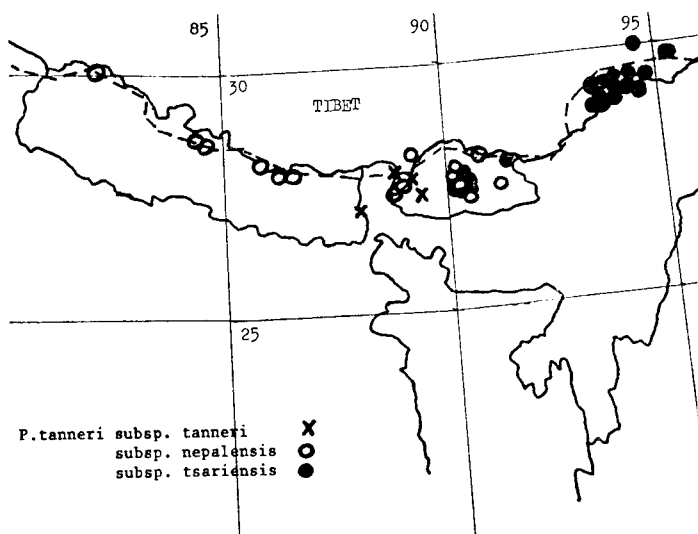 85
90
95
30
TIBET
25
P.tanneri subsp. tanneri X
subsp. nepalensis
subsp. tsariensis